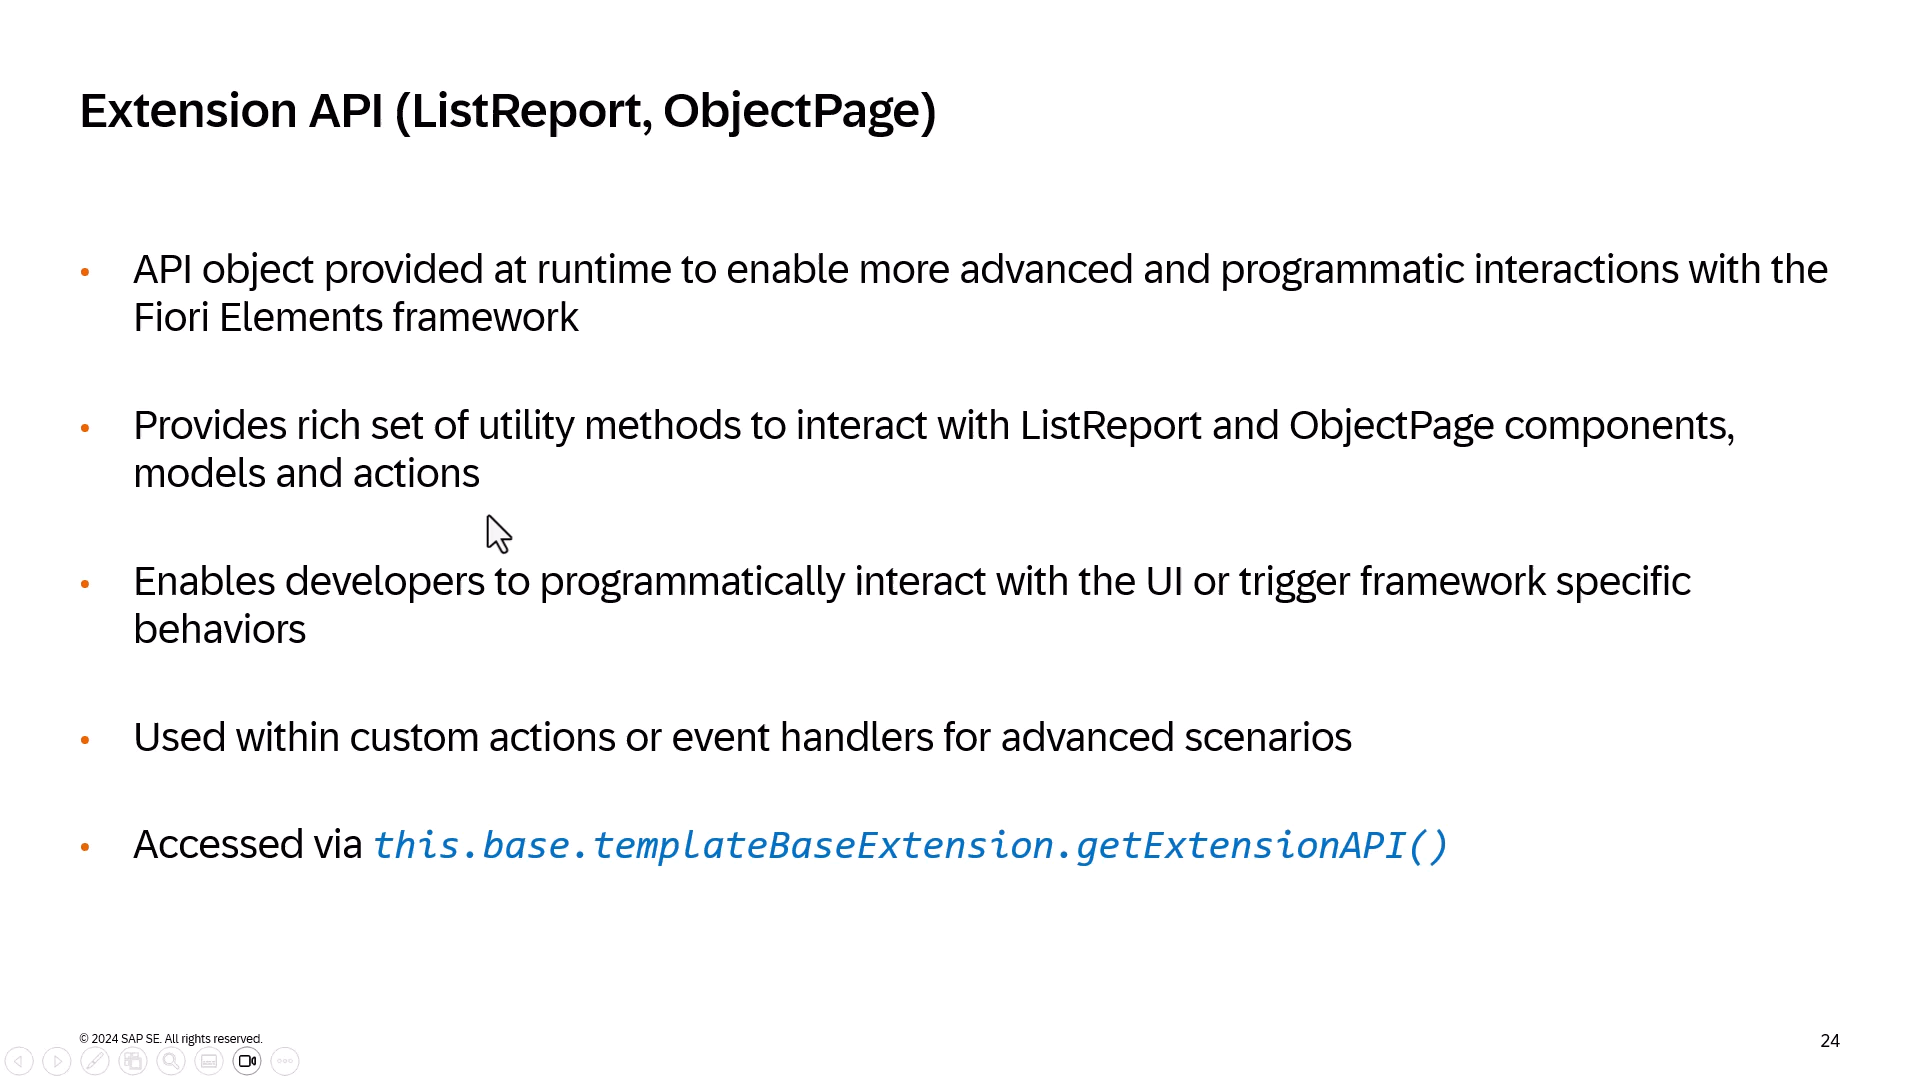 Extension API (ListReport, ObjectPage)
• API object provided at runtime to enable more advanced and programmatic interactions with the
Fiori Elements framework
• Provides rich set of utility methods to interact with ListReport and ObjectPage components,
models and actions
• Enables developers to programmatically interact with the UI or trigger framework specific
behaviors
• Used within custom actions or event handlers for advanced scenarios
• Accessed via this.base.templateBaseExtension.getExtensionAPI()
© 2024 SAP SE. All rights reserved.
24